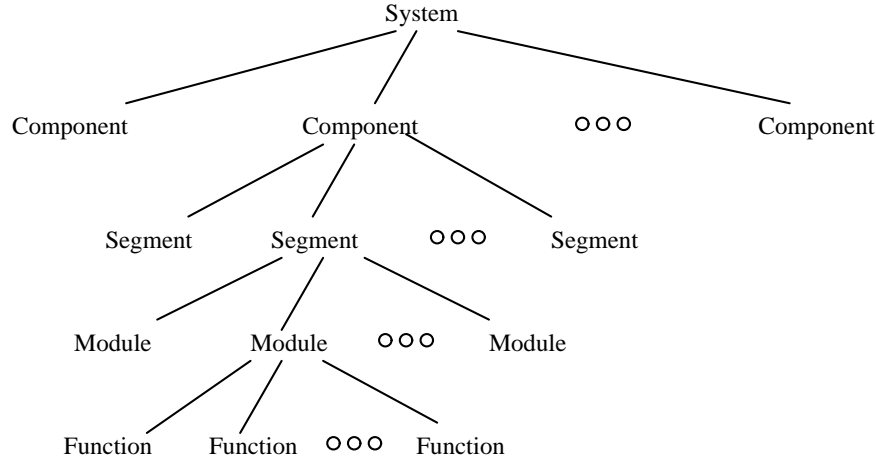 System
Component Component Component
Segment Segment Segment
Module Module Module
Function Function Function